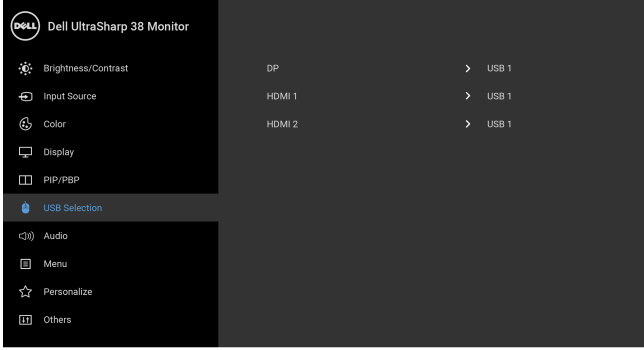 DELL Dell UltraSharp 38 Monitor
Brightness/Contrast
DP USB 1
Input Source
HDMI 1 USB 1
Color
HDMI 2 USB 1
Display
PIP/PBP
USB Selection
Audio
Menu
Personalize
Others